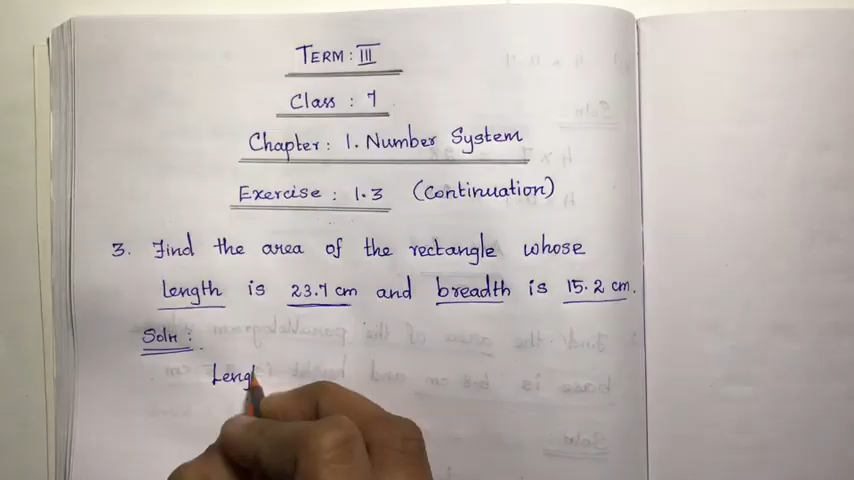 TERM: III
Class : 7
Chapter: 1. Number System
Exercise : 1.3 (Continuation)
3. Find the area of the rectangle whose
length is 23.7 cm and breadth is 15.2 cm.
Soln :
Leng